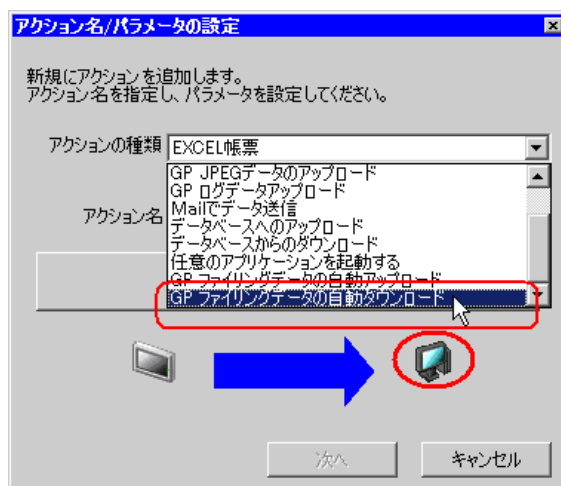 アクション名/パラメータの設定
新規にアクションを追加します。
アクション名を指定し、パラメータを設定してください。
アクションの種類 EXCEL帳票
GP JPEGデータのアップロード
GP ログデータアップロード
Mailでデータ送信
アクション名
データベースへのアップロード
データベースからのダウンロード
任意のアプリケーションを起動する
GP ファイリングデータの自動アップロード
GP ファイリングデータの自動ダウンロード
次へ キャンセル